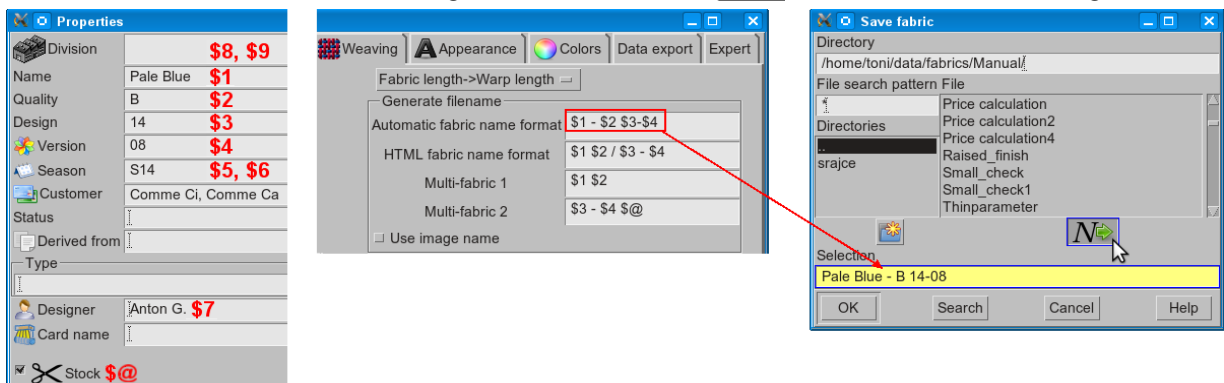 Properties
Division $8, $9
Name Pale Blue $1
Quality B $2
Design 14 $3
Version 08 $4
Season S14 $5, $6
Customer Comme Ci, Comme Ca
Status
Derived from
Type
Designer Anton G. $7
Card name
Stock $@
Weaving Appearance Colors Data export Expert
Fabric length->Warp length
Generate filename
Automatic fabric name format $1 - $2 $3-$4
HTML fabric name format $1 $2 / $3 - $4
Multi-fabric 1 $1 $2
Multi-fabric 2 $3 - $4 $@
Use image name
Save fabric
Directory
/home/toni/data/fabrics/Manual/
File search pattern File
* Price calculation
Directories Price calculation2
.. Price calculation4
srajce Raised_finish
Small_check
Small_check1
Thinparameter
N
Selection
Pale Blue - B 14-08
OK Search Cancel Help